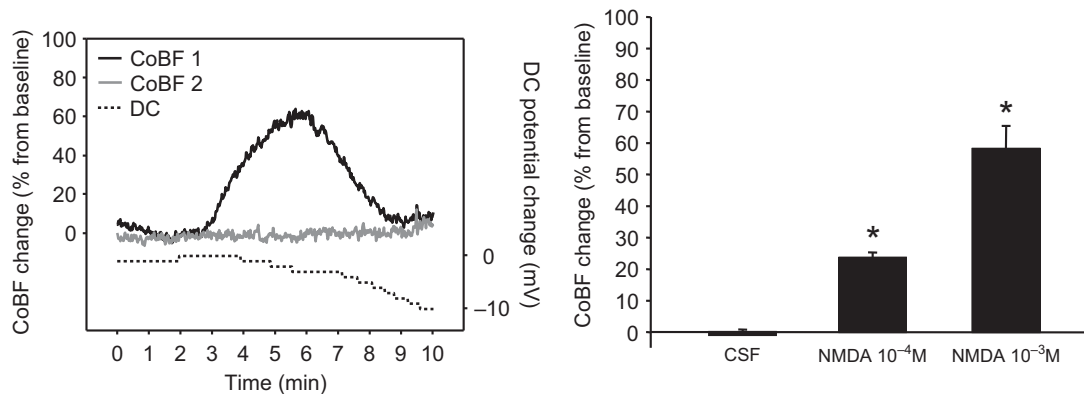 CoBF change (% from baseline)
100
80
60
40
20
0
CoBF 1
CoBF 2
DC
DC potential change (mV)
0
–10
0 1 2 3 4 5 6 7 8 9 10
Time (min)
CoBF change (% from baseline)
100
90
80
70
60
50
40
30
20
10
0
*
*
CSF NMDA 10⁻⁴M NMDA 10⁻³M